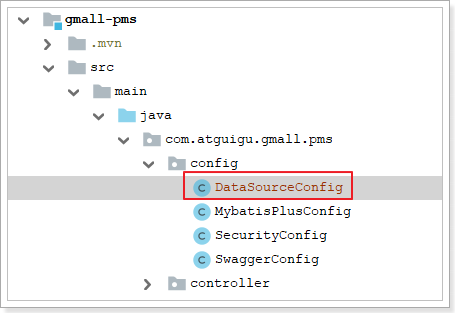 gmall-pms
.mvn
src
main
java
com.atguigu.gmall.pms
config
C DataSourceConfig
C MybatisPlusConfig
C SecurityConfig
C SwaggerConfig
controller